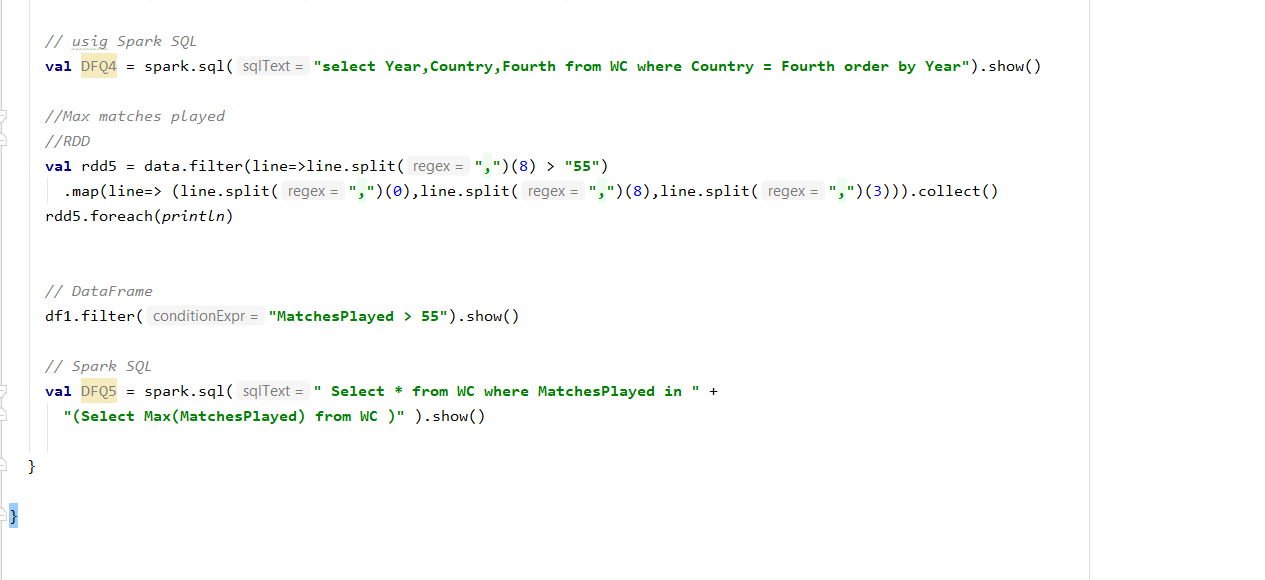 // usig Spark SQL
val DFQ4 = spark.sql( sqlText = "select Year,Country,Fourth from WC where Country = Fourth order by Year").show()
//Max matches played
//RDD
val rdd5 = data.filter(line=>line.split( regex = ",")(8) > "55")
.map(line=> (line.split( regex = ",")(0),line.split( regex = ",")(8),line.split( regex = ",")(3))).collect()
rdd5.foreach(println)
// DataFrame
df1.filter( conditionExpr = "MatchesPlayed > 55").show()
// Spark SQL
val DFQ5 = spark.sql( sqlText = " Select * from WC where MatchesPlayed in " +
"(Select Max(MatchesPlayed) from WC )" ).show()
}
}